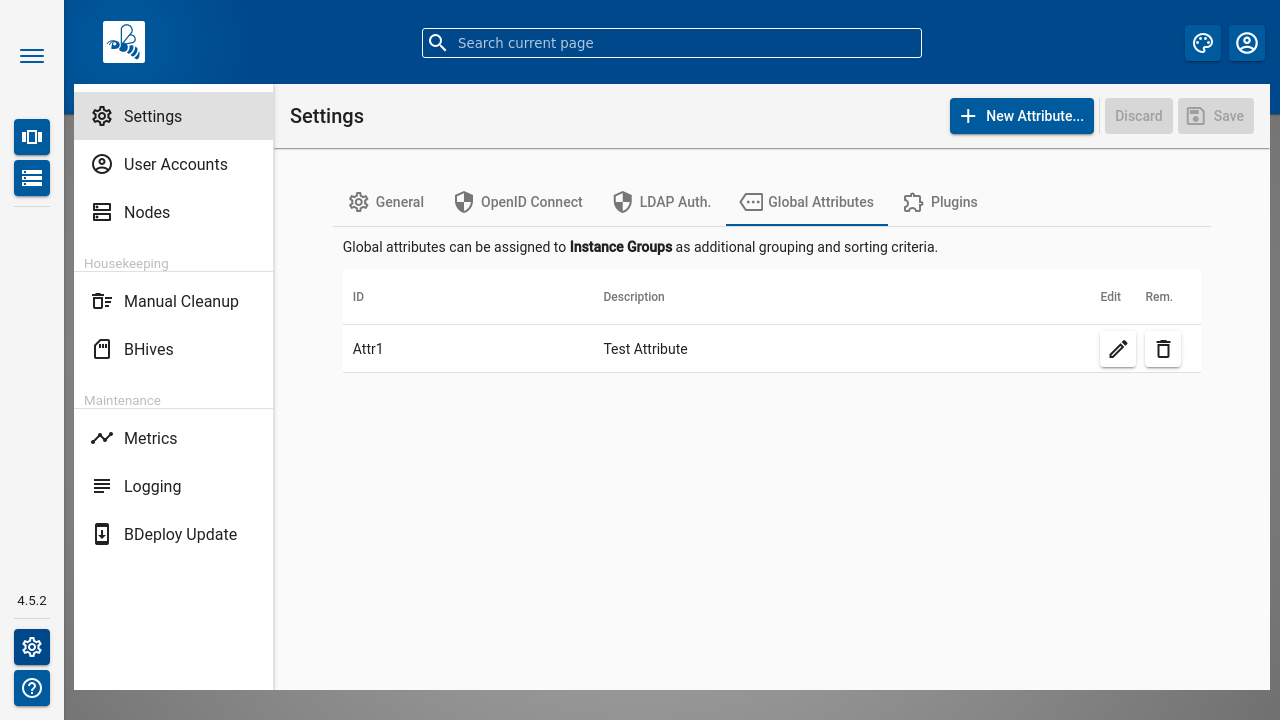 Search current page
Settings
User Accounts
Nodes
Housekeeping
Manual Cleanup
BHives
Maintenance
Metrics
Logging
BDeploy Update
4.5.2
Settings
New Attribute...
Discard
Save
General
OpenID Connect
LDAP Auth.
Global Attributes
Plugins
Global attributes can be assigned to Instance Groups as additional grouping and sorting criteria.
ID Description Edit Rem.
Attr1 Test Attribute